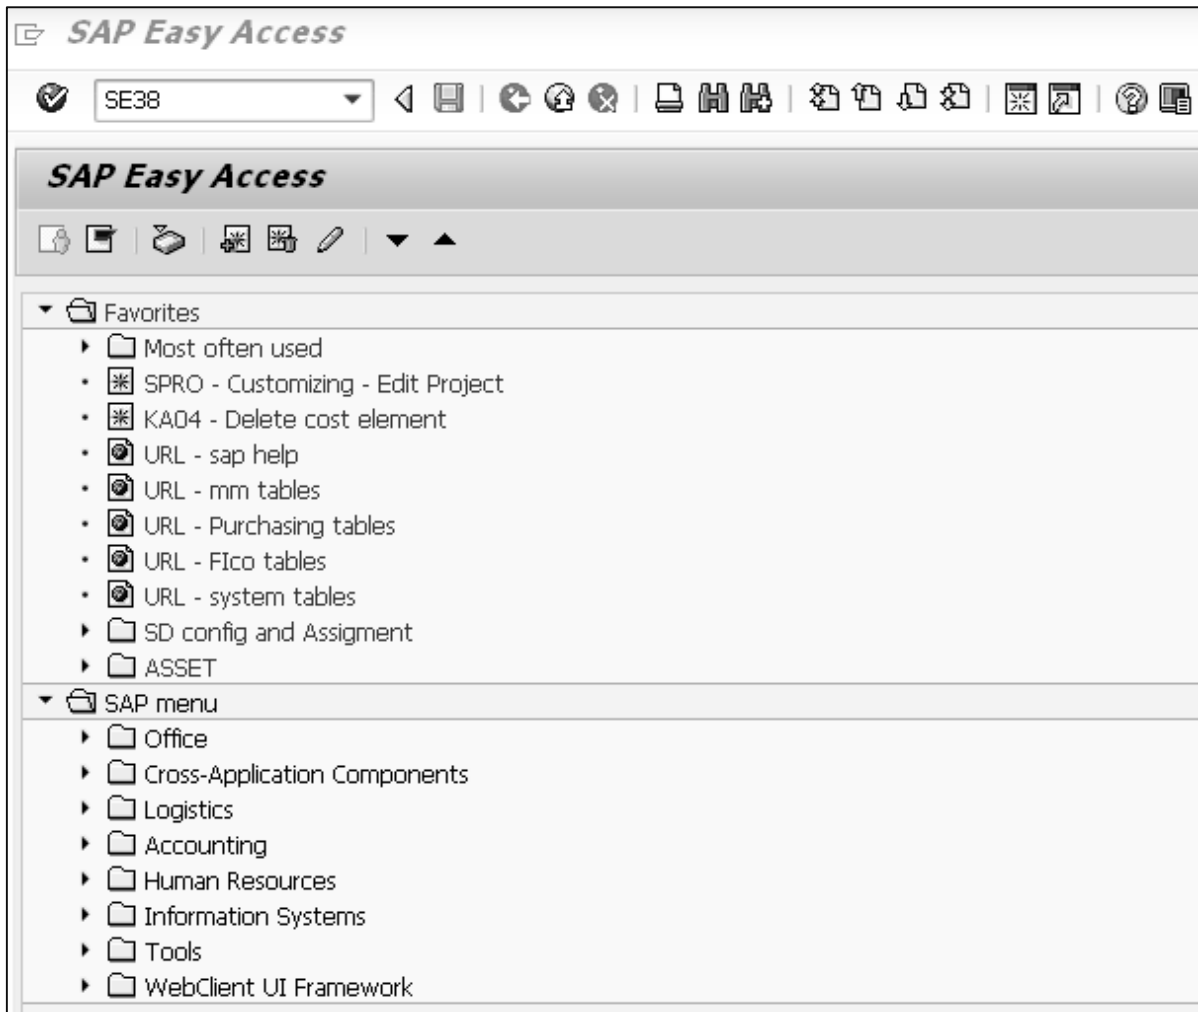 SAP Easy Access
SE38
SAP Easy Access
Favorites
Most often used
SPRO - Customizing - Edit Project
KA04 - Delete cost element
URL - sap help
URL - mm tables
URL - Purchasing tables
URL - FIco tables
URL - system tables
SD config and Assigment
ASSET
SAP menu
Office
Cross-Application Components
Logistics
Accounting
Human Resources
Information Systems
Tools
WebClient UI Framework